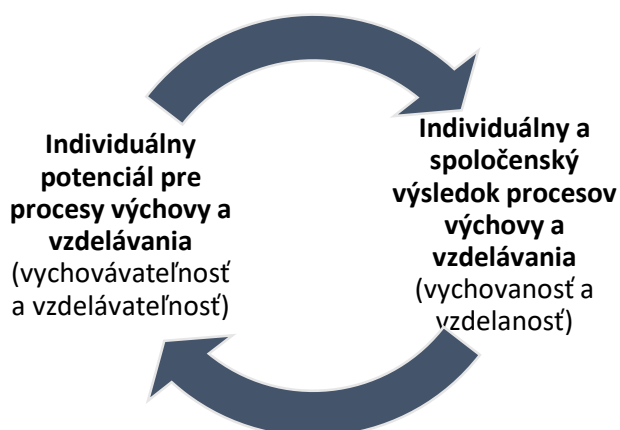 Individuálny
potenciál pre
procesy výchovy a
vzdelávania
(vychovávateľnosť
a vzdelávateľnosť)
Individuálny a
spoločenský
výsledok procesov
výchovy a
vzdelávania
(vychovanosť a
vzdelanosť)